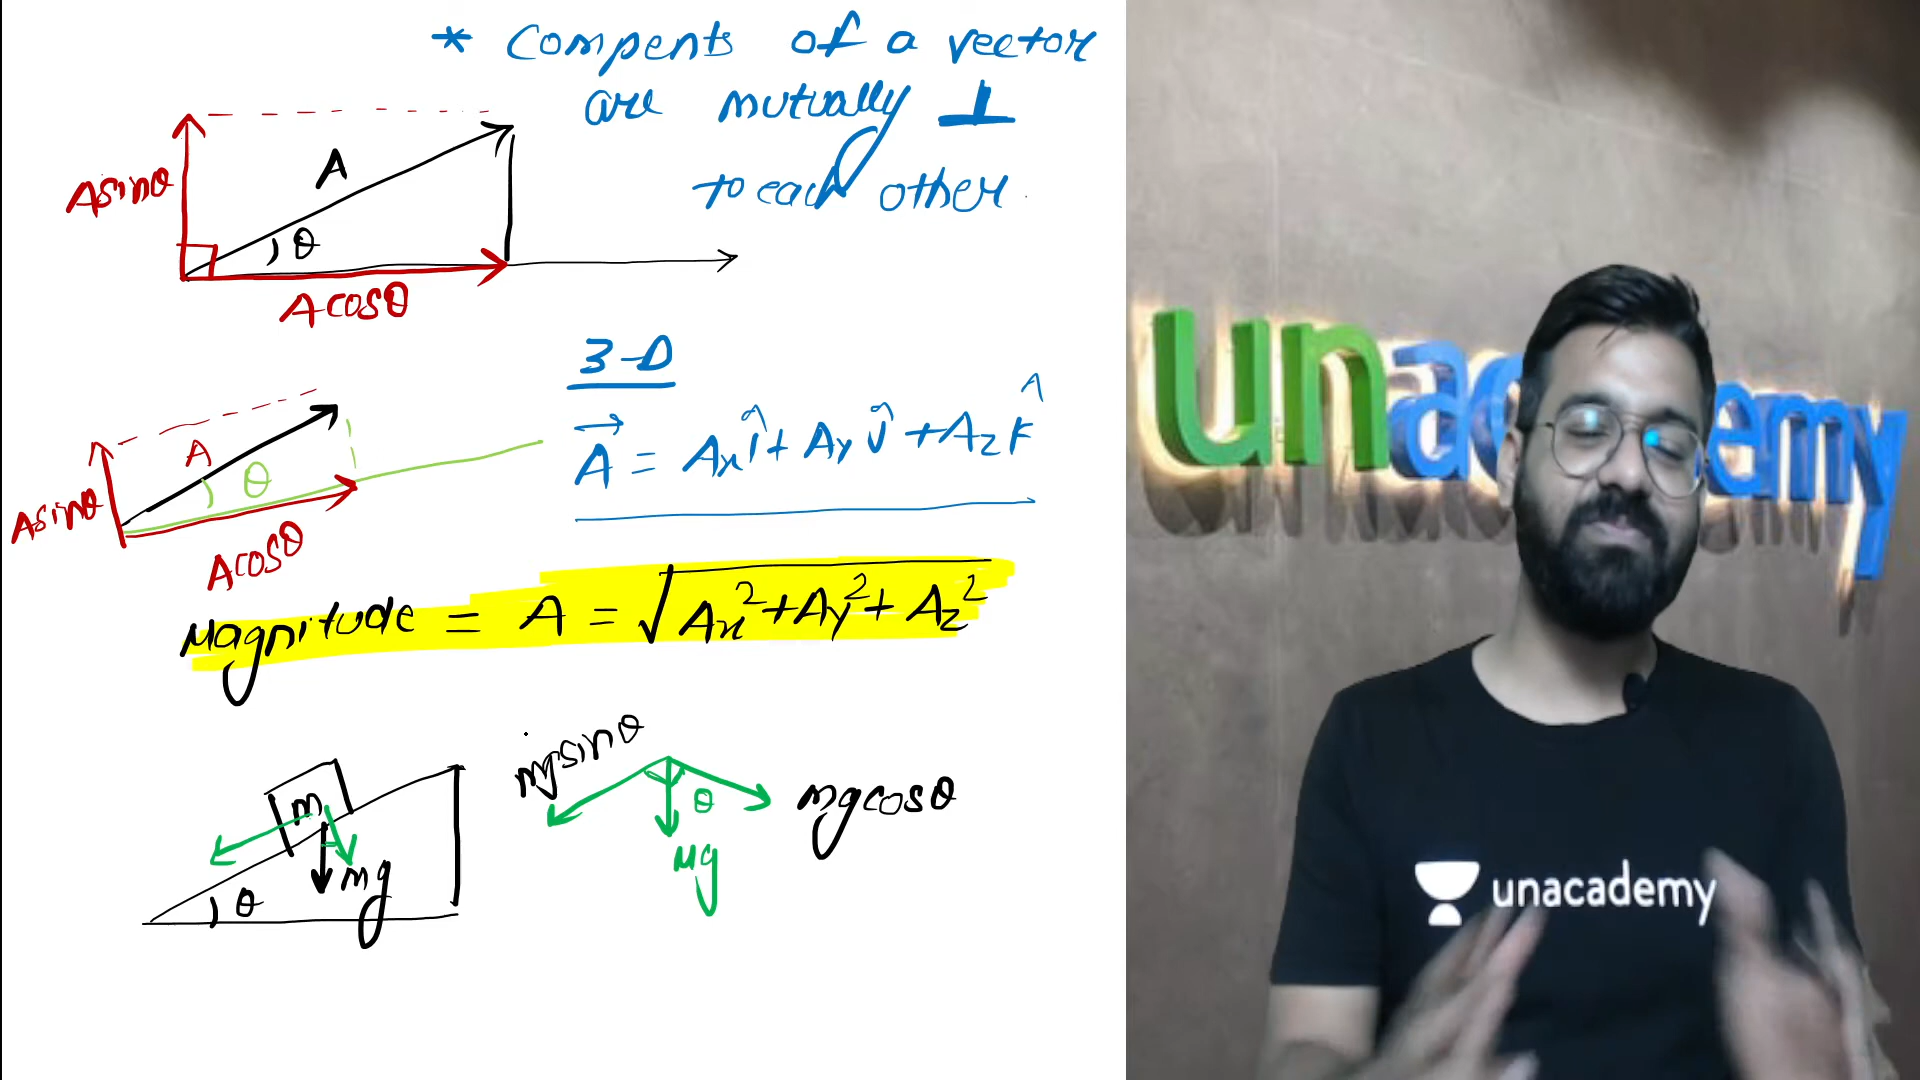 * Compents of a vector
are mutually ⊥
to each other
Asinθ
A
θ
Acosθ
3-D
A⃗ = Axî + Ayĵ + Azk̂
A
θ
Asinθ
Acosθ
Magnitude = A = √Ax²+Ay²+Az²
m
mg
θ
mgsinθ
θ
mgcosθ
Mg
unacademy
unacademy